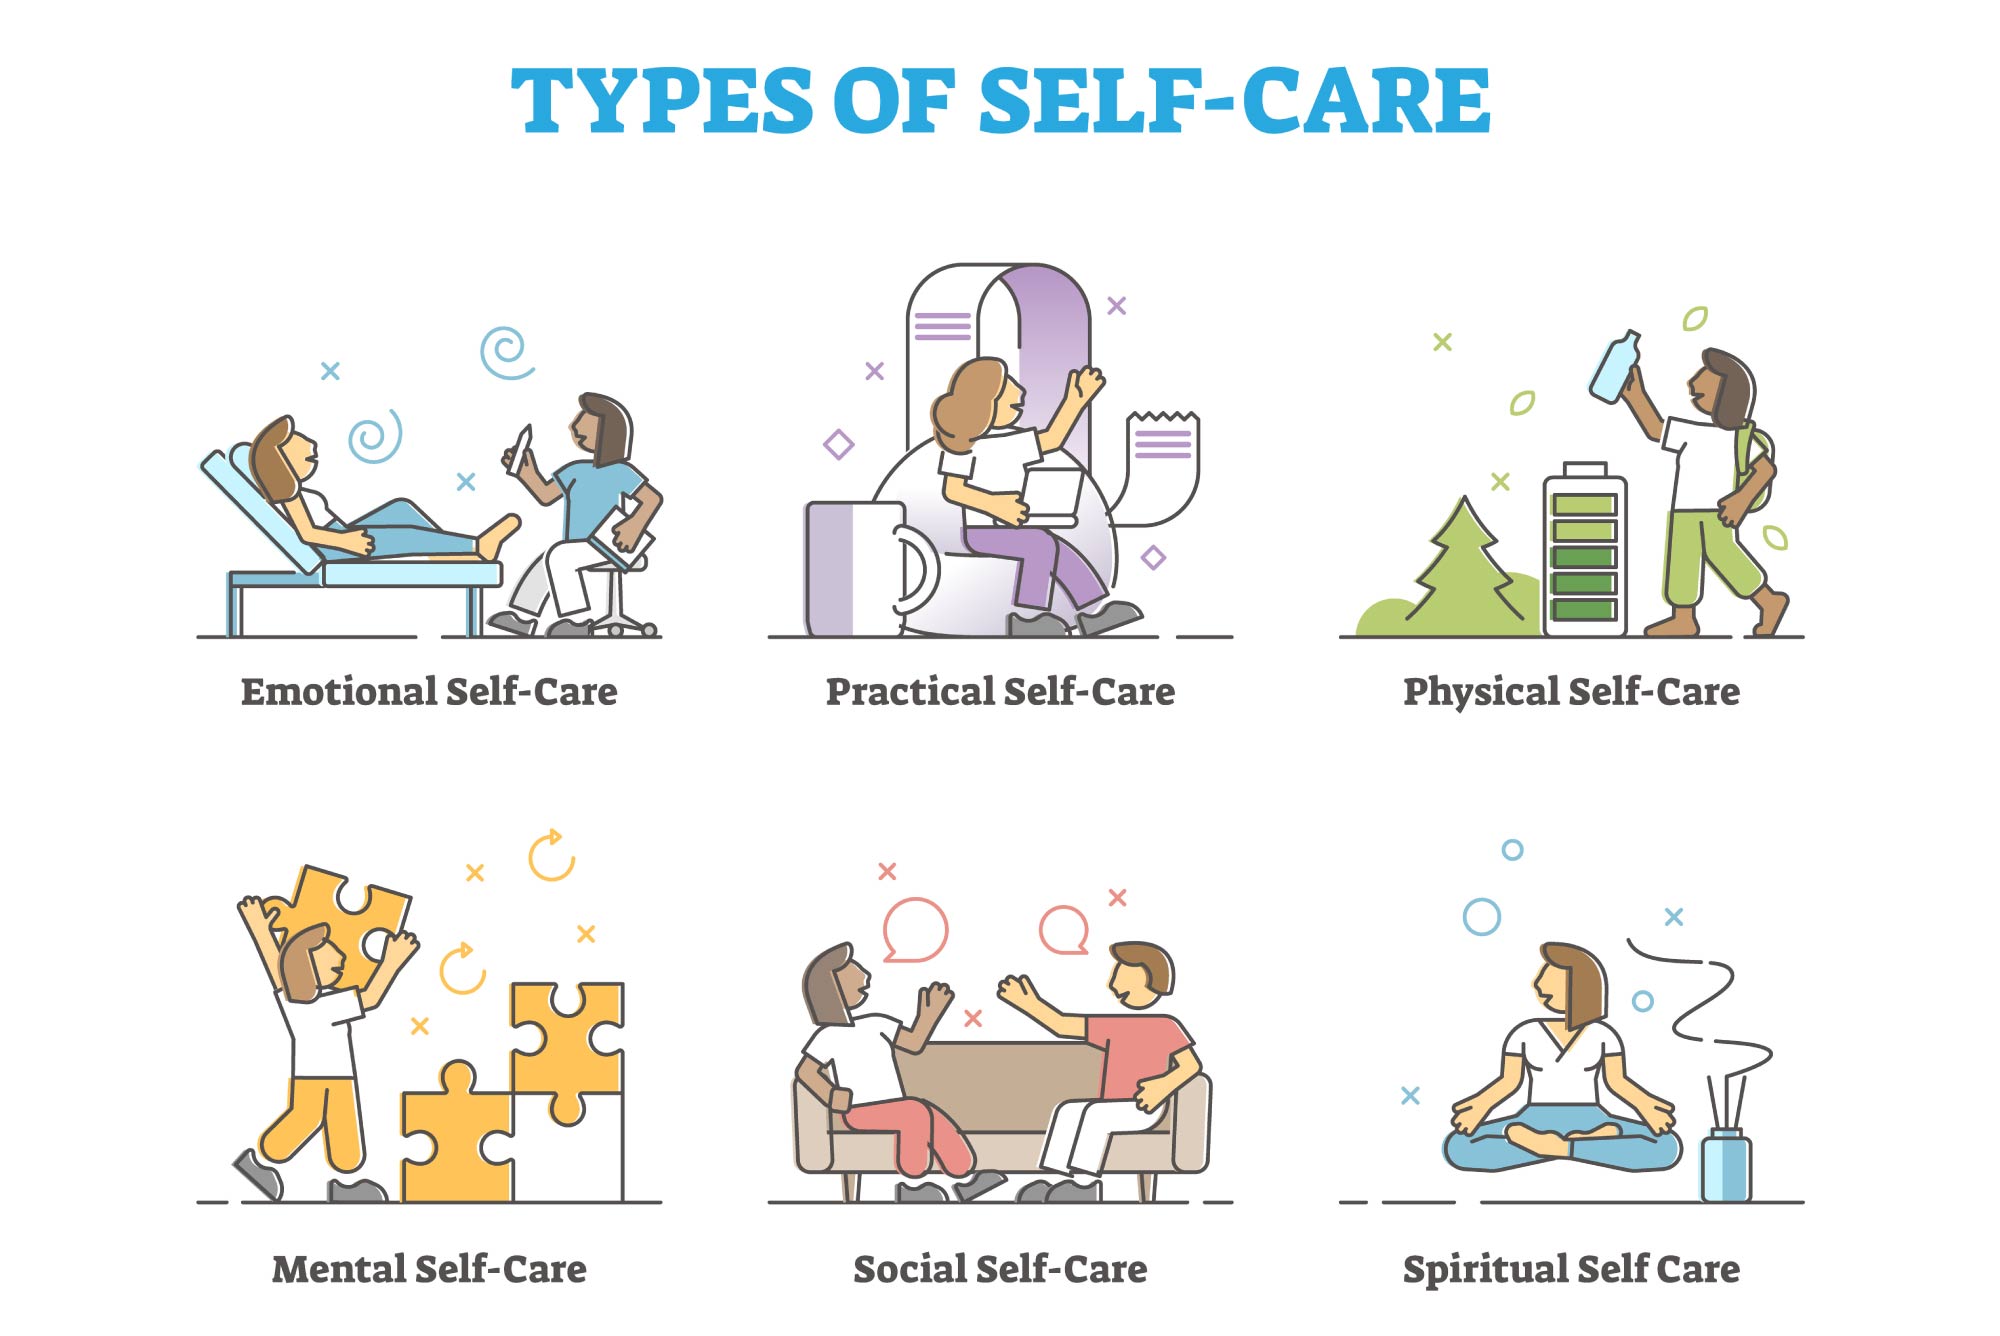 TYPES OF SELF-CARE
Emotional Self-Care
Practical Self-Care
Physical Self-Care
Mental Self-Care
Social Self-Care
Spiritual Self Care